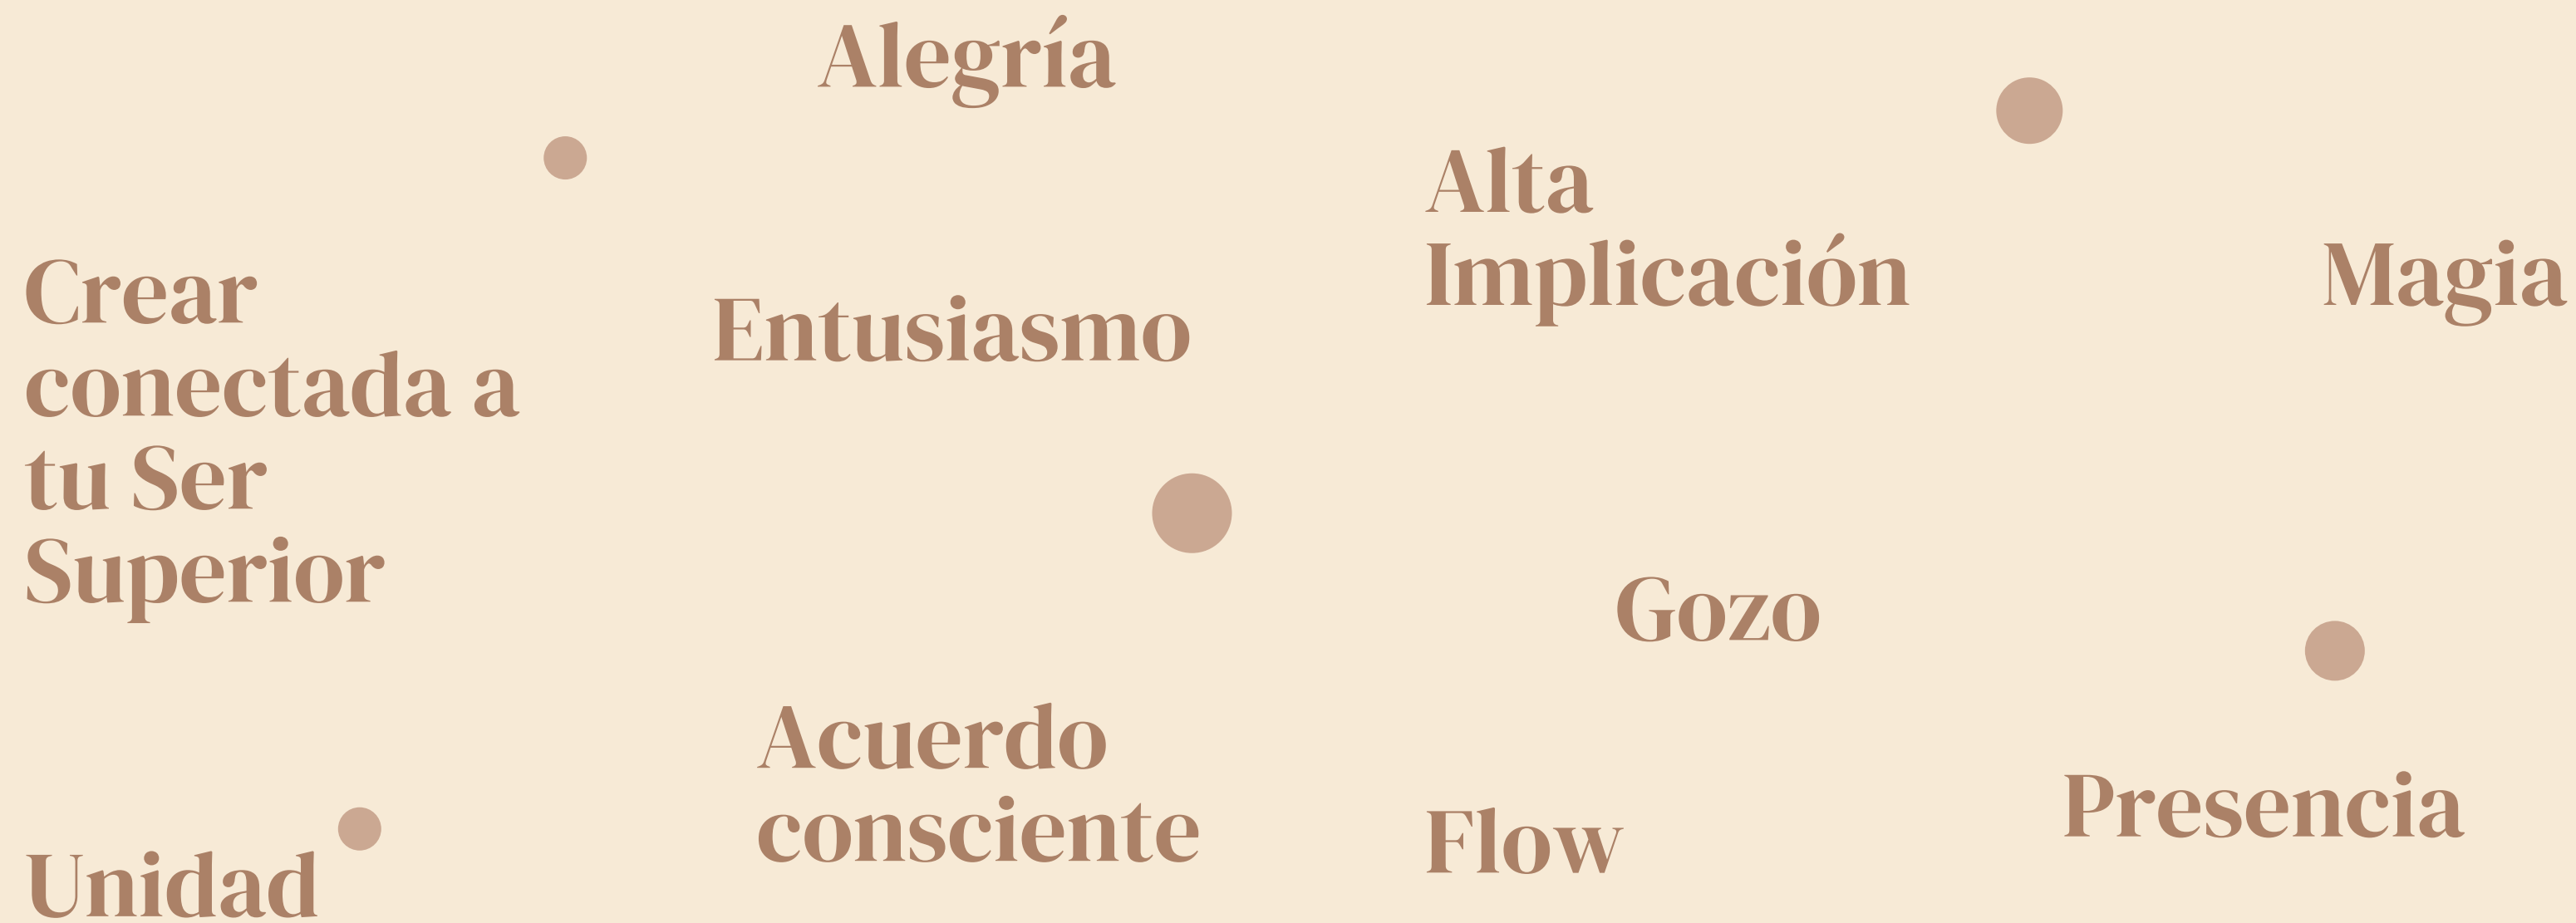 Alegría
Alta
Implicación
Magia
Crear
conectada a
tu Ser
Superior
Entusiasmo
Gozo
Acuerdo
consciente
Presencia
Flow
Unidad